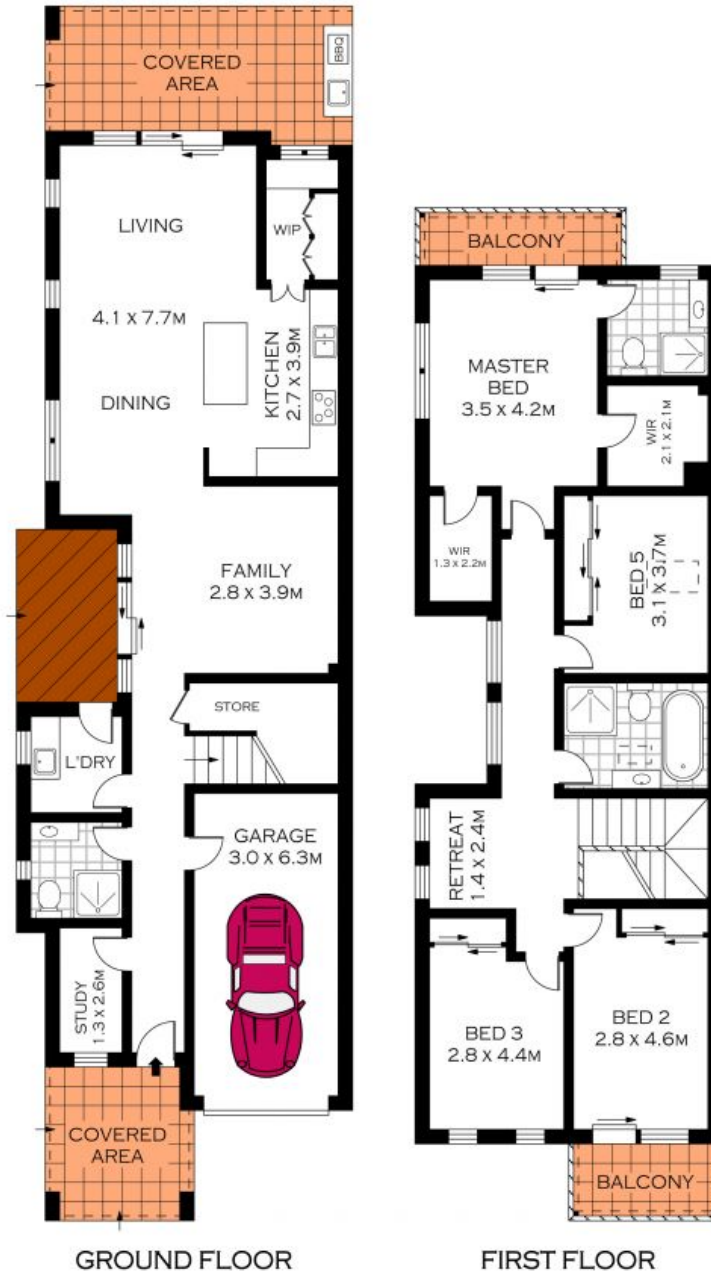 COVERED
AREA
BBQ
LIVING
WIP
4.1 X 7.7M
KITCHEN
2.7 X 3.9M
DINING
FAMILY
2.8 X 3.9M
STORE
L'DRY
GARAGE
3.0 X 6.3M
STUDY
1.3 X 2.6M
COVERED
AREA
GROUND FLOOR
BALCONY
MASTER
BED
3.5 X 4.2M
WIR
2.1 X 2.1M
WIR
1.3 X 2.2M
BED 5
3.1 X 3.7M
RETREAT
1.4 X 2.4M
BED 3
2.8 X 4.4M
BED 2
2.8 X 4.6M
BALCONY
FIRST FLOOR